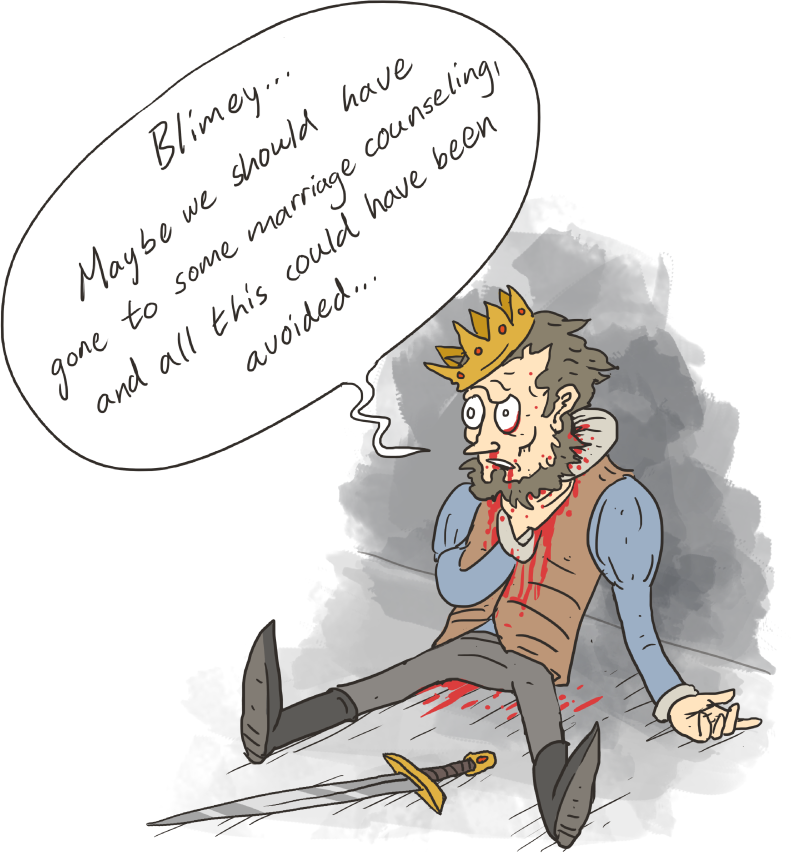 Blimey...
Maybe we should have
gone to some marriage counseling,
and all this could have been
avoided...